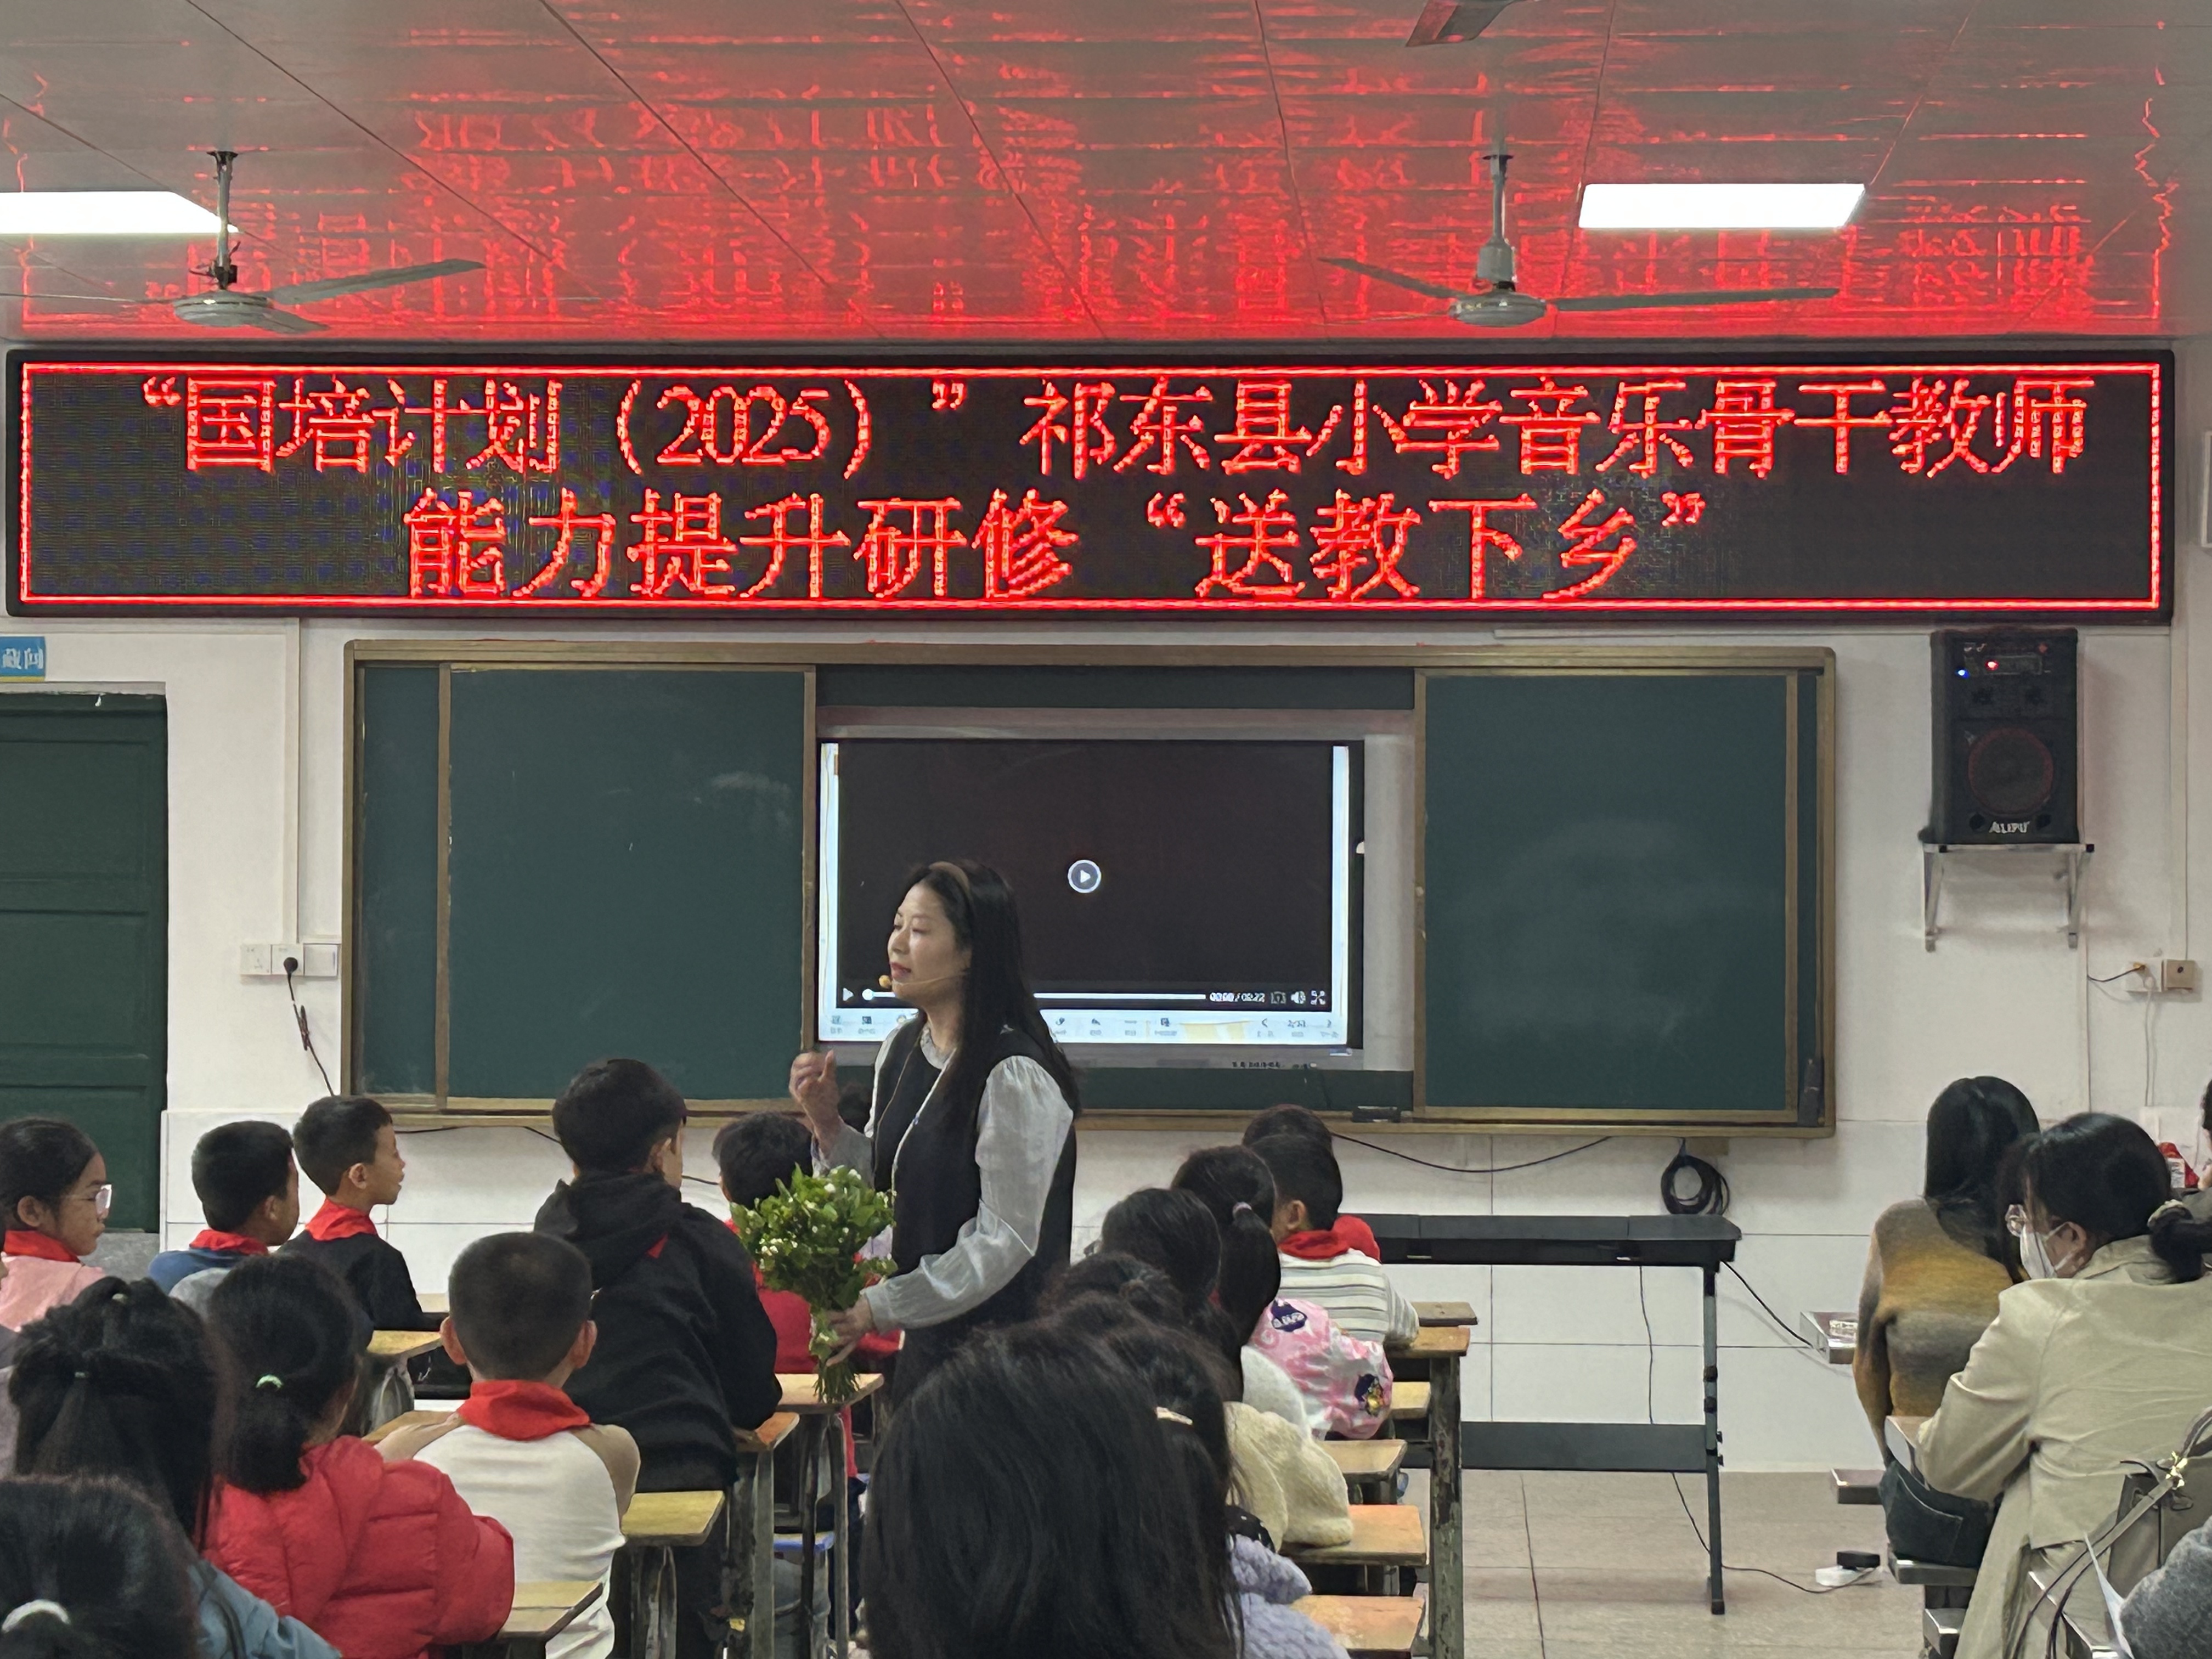 “国培计划（2025）”祁东县小学音乐骨干教师
能力提升研修“送教下乡”